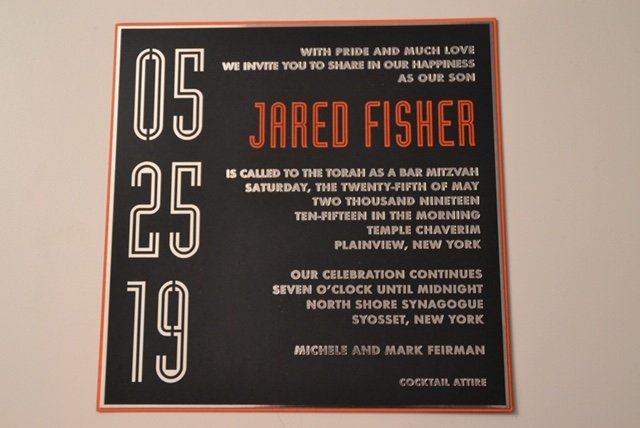 05
25
19
WITH PRIDE AND MUCH LOVE
WE INVITE YOU TO SHARE IN OUR HAPPINESS
AS OUR SON
JARED FISHER
IS CALLED TO THE TORAH AS A BAR MITZVAH
SATURDAY, THE TWENTY-FIFTH OF MAY
TWO THOUSAND NINETEEN
TEN-FIFTEEN IN THE MORNING
TEMPLE CHAVERIM
PLAINVIEW, NEW YORK
OUR CELEBRATION CONTINUES
SEVEN O'CLOCK UNTIL MIDNIGHT
NORTH SHORE SYNAGOGUE
SYOSSET, NEW YORK
MICHELE AND MARK FEIRMAN
COCKTAIL ATTIRE